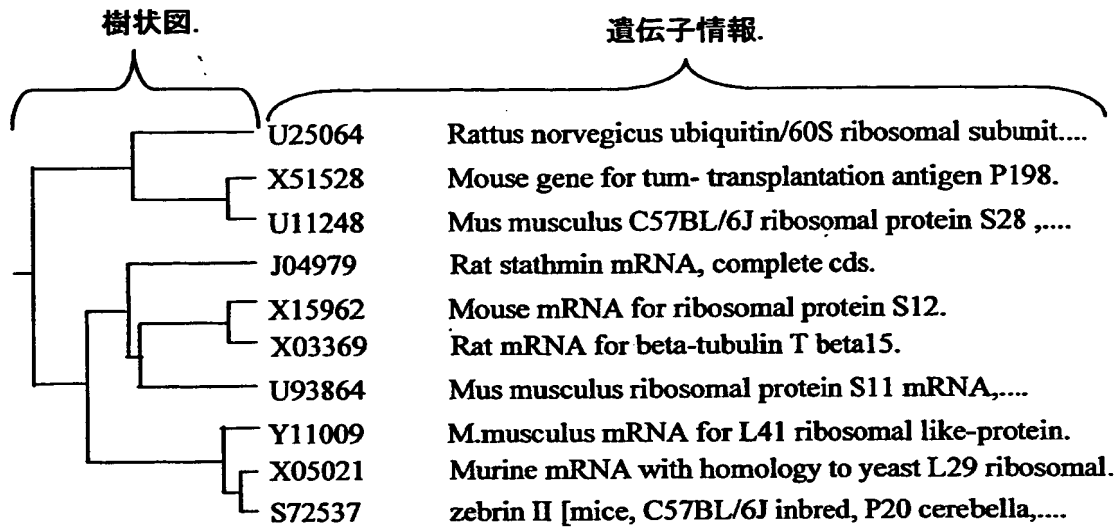 樹状図.
遺伝子情報.
U25064 Rattus norvegicus ubiquitin/60S ribosomal subunit....
X51528 Mouse gene for tum- transplantation antigen P198.
U11248 Mus musculus C57BL/6J ribosomal protein S28 ,....
J04979 Rat stathmin mRNA, complete cds.
X15962 Mouse mRNA for ribosomal protein S12.
X03369 Rat mRNA for beta-tubulin T beta15.
U93864 Mus musculus ribosomal protein S11 mRNA,....
Y11009 M.musculus mRNA for L41 ribosomal like-protein.
X05021 Murine mRNA with homology to yeast L29 ribosomal.
S72537 zebrin II [mice, C57BL/6J inbred, P20 cerebella,....